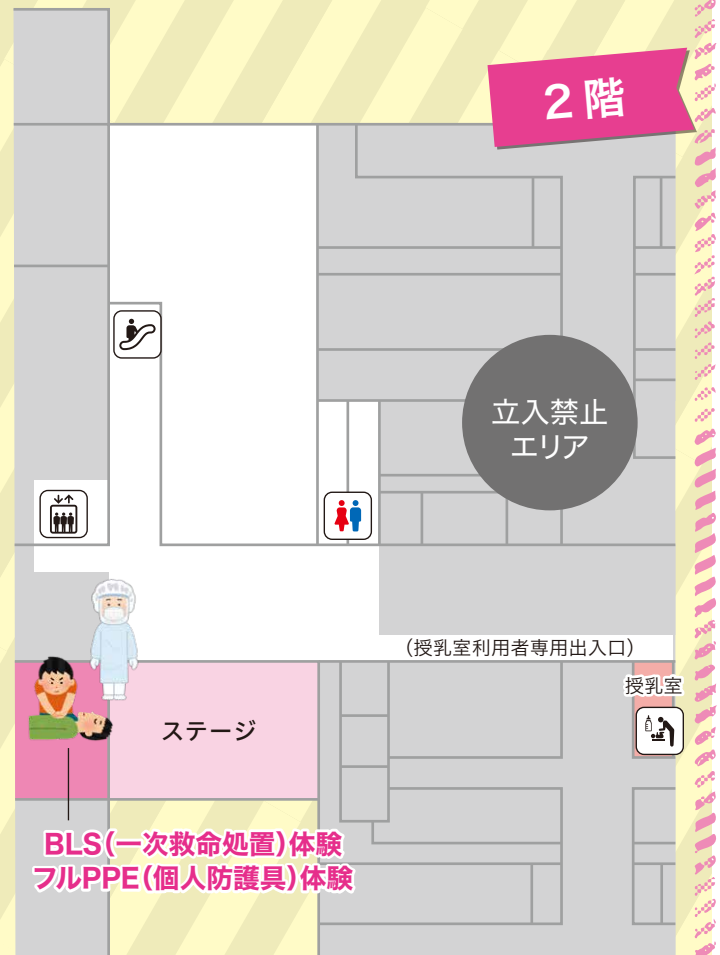 2階
立入禁止
エリア
(授乳室利用者専用出入口)
授乳室
ステージ
BLS(一次救命処置)体験
フルPPE(個人防護具)体験